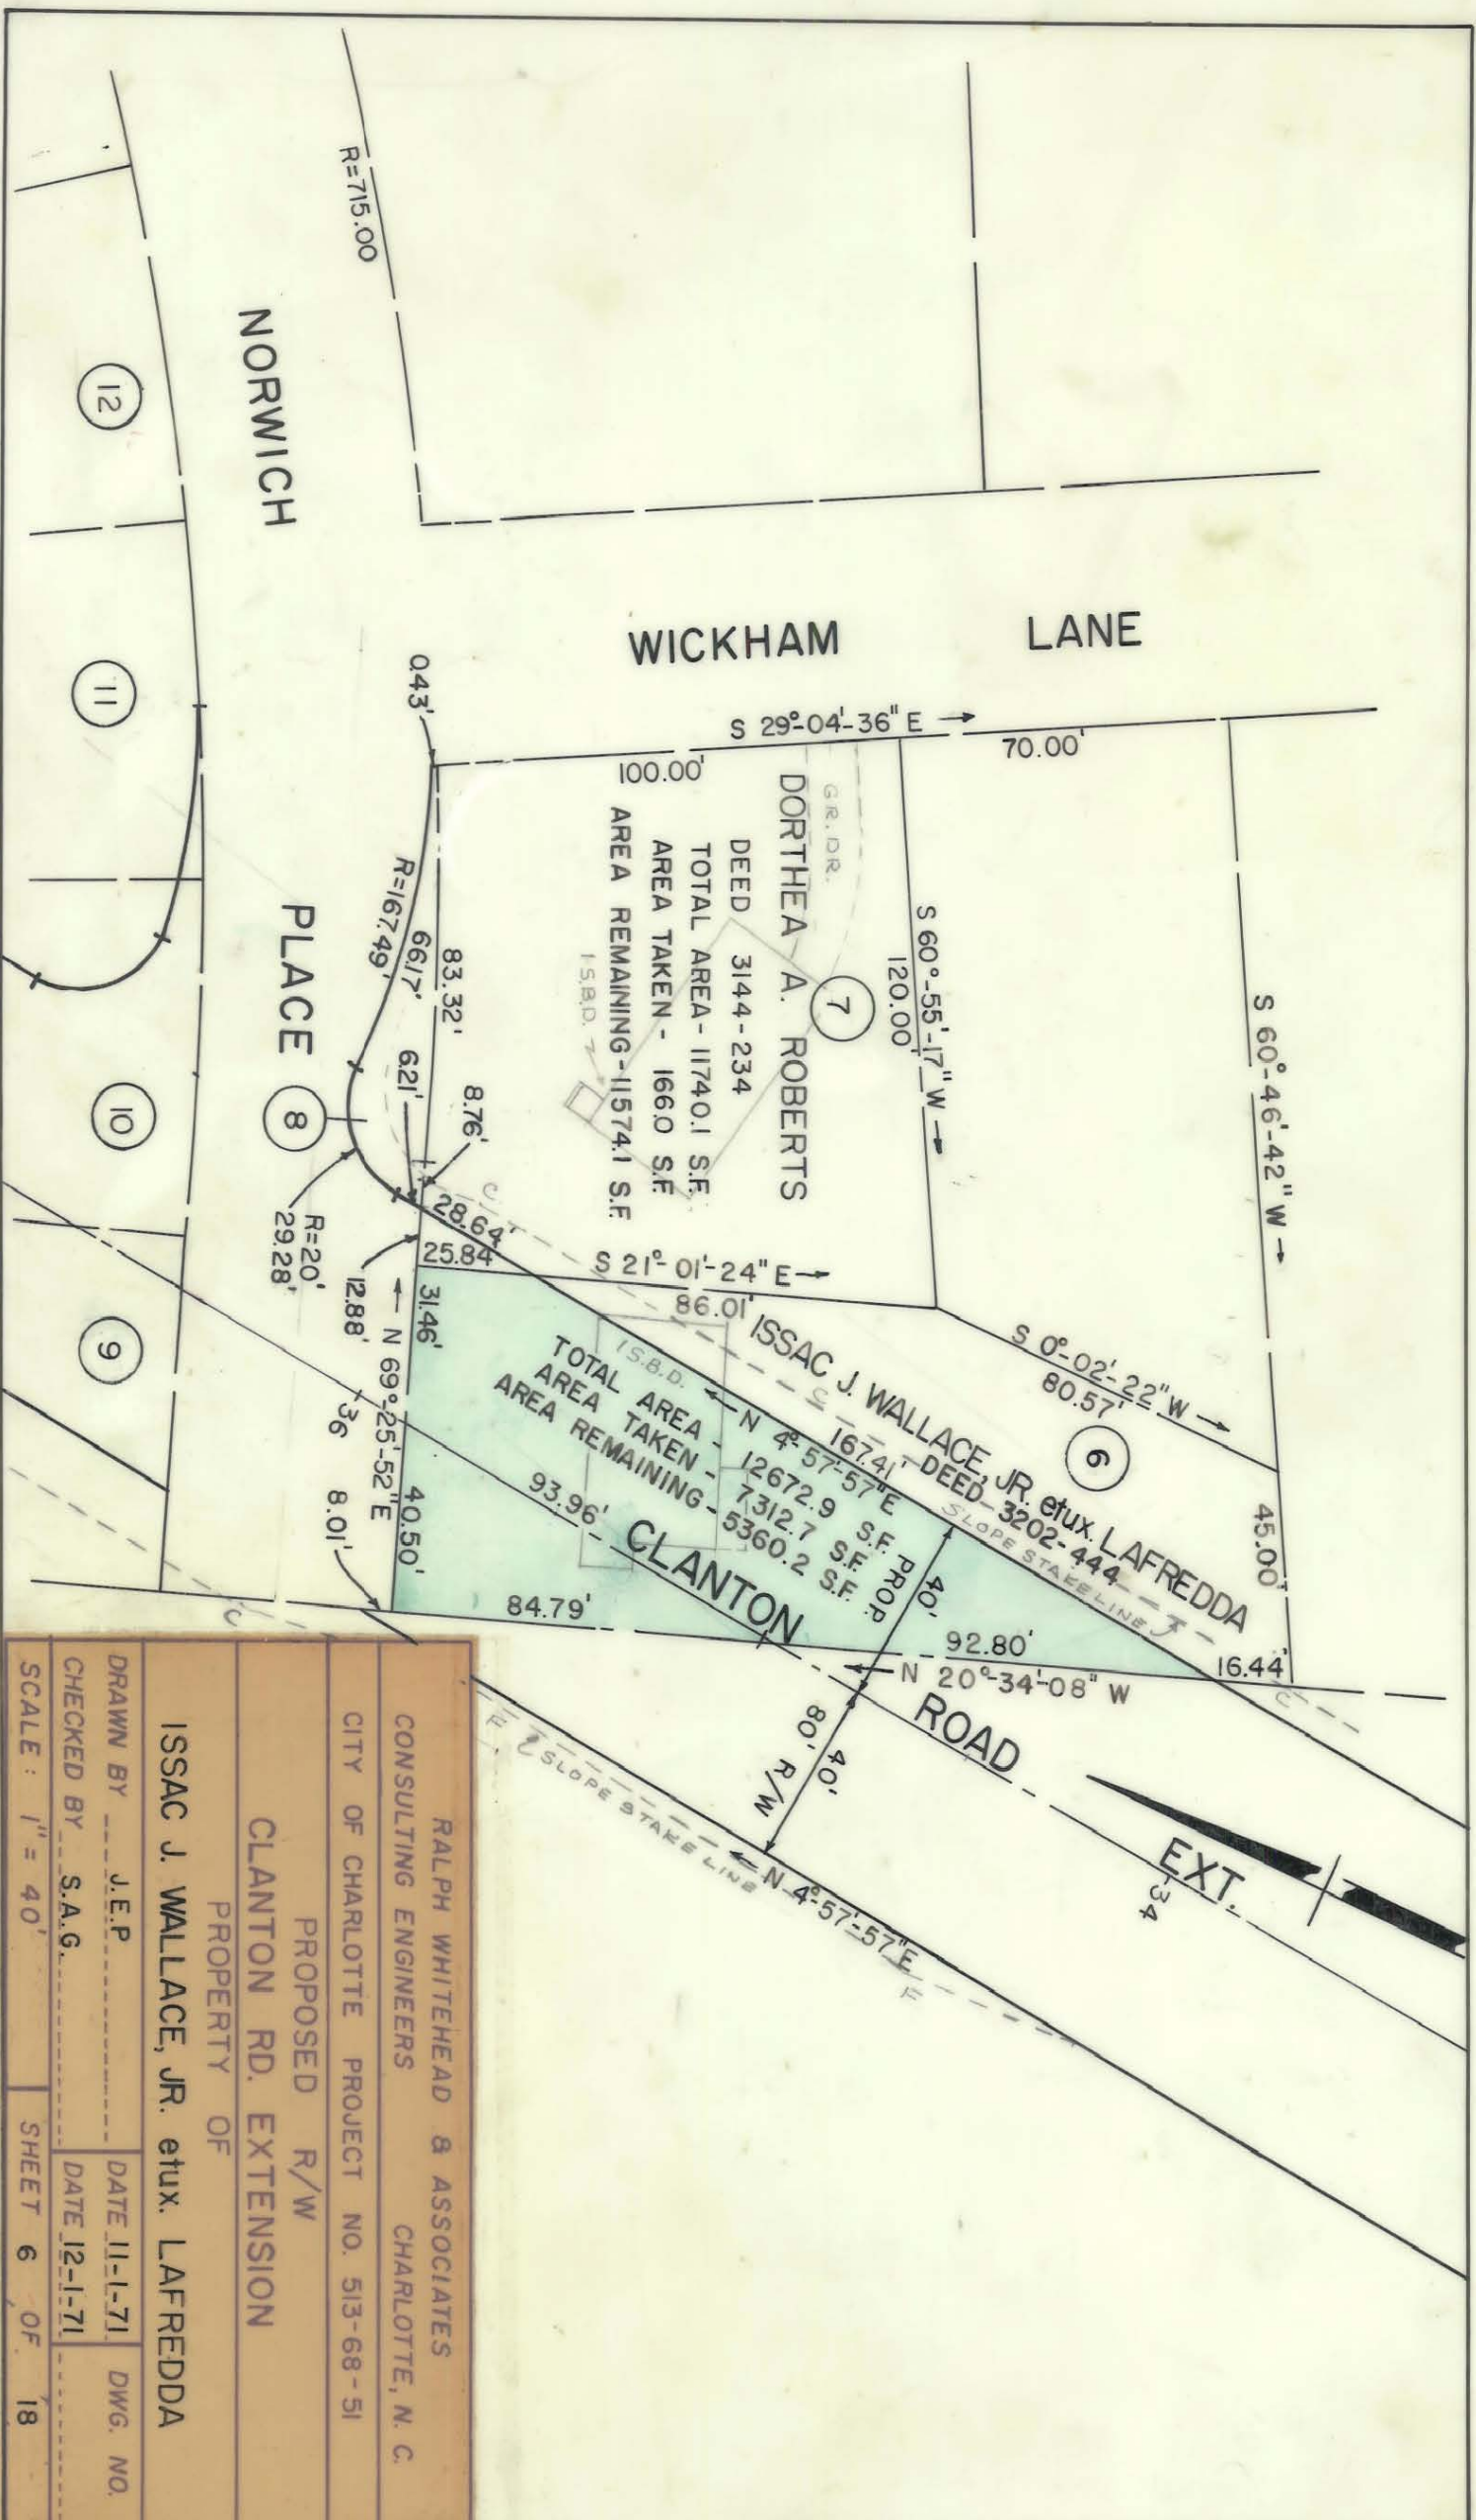 R=715.00
NORWICH
PLACE
12
11
10
9
8
WICKHAM LANE
S 29°-04'-36" E
100.00'
70.00'
0.43'
R=167.49'
66.17'
83.32'
6.21'
8.76'
28.64'
25.84
R=20'
29.28'
12.88'
N 69°-25'-52" E
31.46'
40.50'
8.01'
36
DORTHEA A. ROBERTS
DEED 3144-234
TOTAL AREA - 11740.1 S.F.
AREA TAKEN - 166.0 S.F.
AREA REMAINING - 11574.1 S.F.
GR. DR.
1 S.B.D.
7
S 60°-55'-17" W
120.00'
S 60°-46'-42" W
45.00'
S 21°-01'-24" E
86.01'
S 0°-02'-22" W
80.57'
6
ISSAC J. WALLACE, JR. etux. LAFREDDA
DEED-3202-444
167.41'
N 4°-57'-57" E
SLOPE STAKE LINE
1 S.B.D.
TOTAL AREA - 12672.9 S.F.
AREA TAKEN - 7312.7 S.F.
AREA REMAINING - 5360.2 S.F.
PROP.
93.96'
84.79'
92.80'
16.44'
N 20°-34'-08" W
CLANTON ROAD EXT.
40'
40'
80' R/W
34
N 4°-57'-57" E
SLOPE STAKE LINE
C
C
C
C
F
F
RALPH WHITEHEAD & ASSOCIATES
CONSULTING ENGINEERS CHARLOTTE, N. C.
CITY OF CHARLOTTE PROJECT NO. 513-68-51
PROPOSED R/W
CLANTON RD. EXTENSION
PROPERTY OF
ISSAC J. WALLACE, JR. etux. LAFREDDA
DRAWN BY J.E.P DATE 11-1-71 DWG. NO.
CHECKED BY S.A.G. DATE 12-1-71
SCALE: 1" = 40' SHEET 6 OF 18